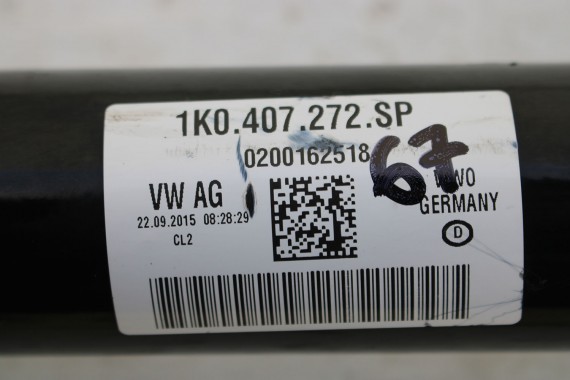 1K0.407.272.SP
0200162518
67
VW AG
22.09.2015 08:28:29
GERMANY
CL2
D